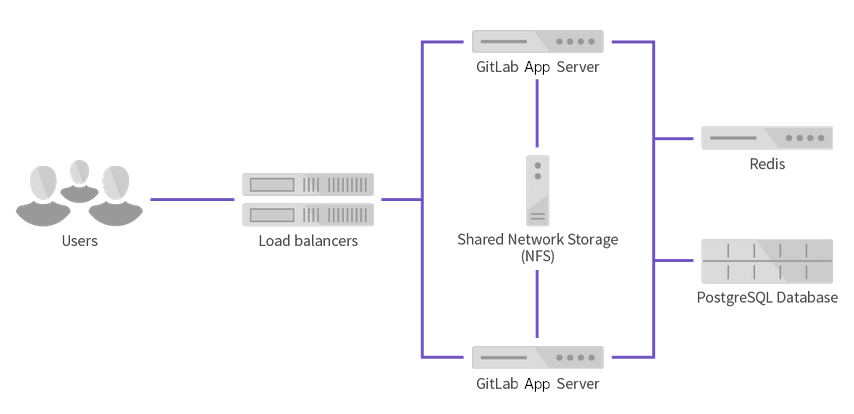 GitLab App Server
Redis
Users
Load balancers
Shared Network Storage
(NFS)
PostgreSQL Database
GitLab App Server